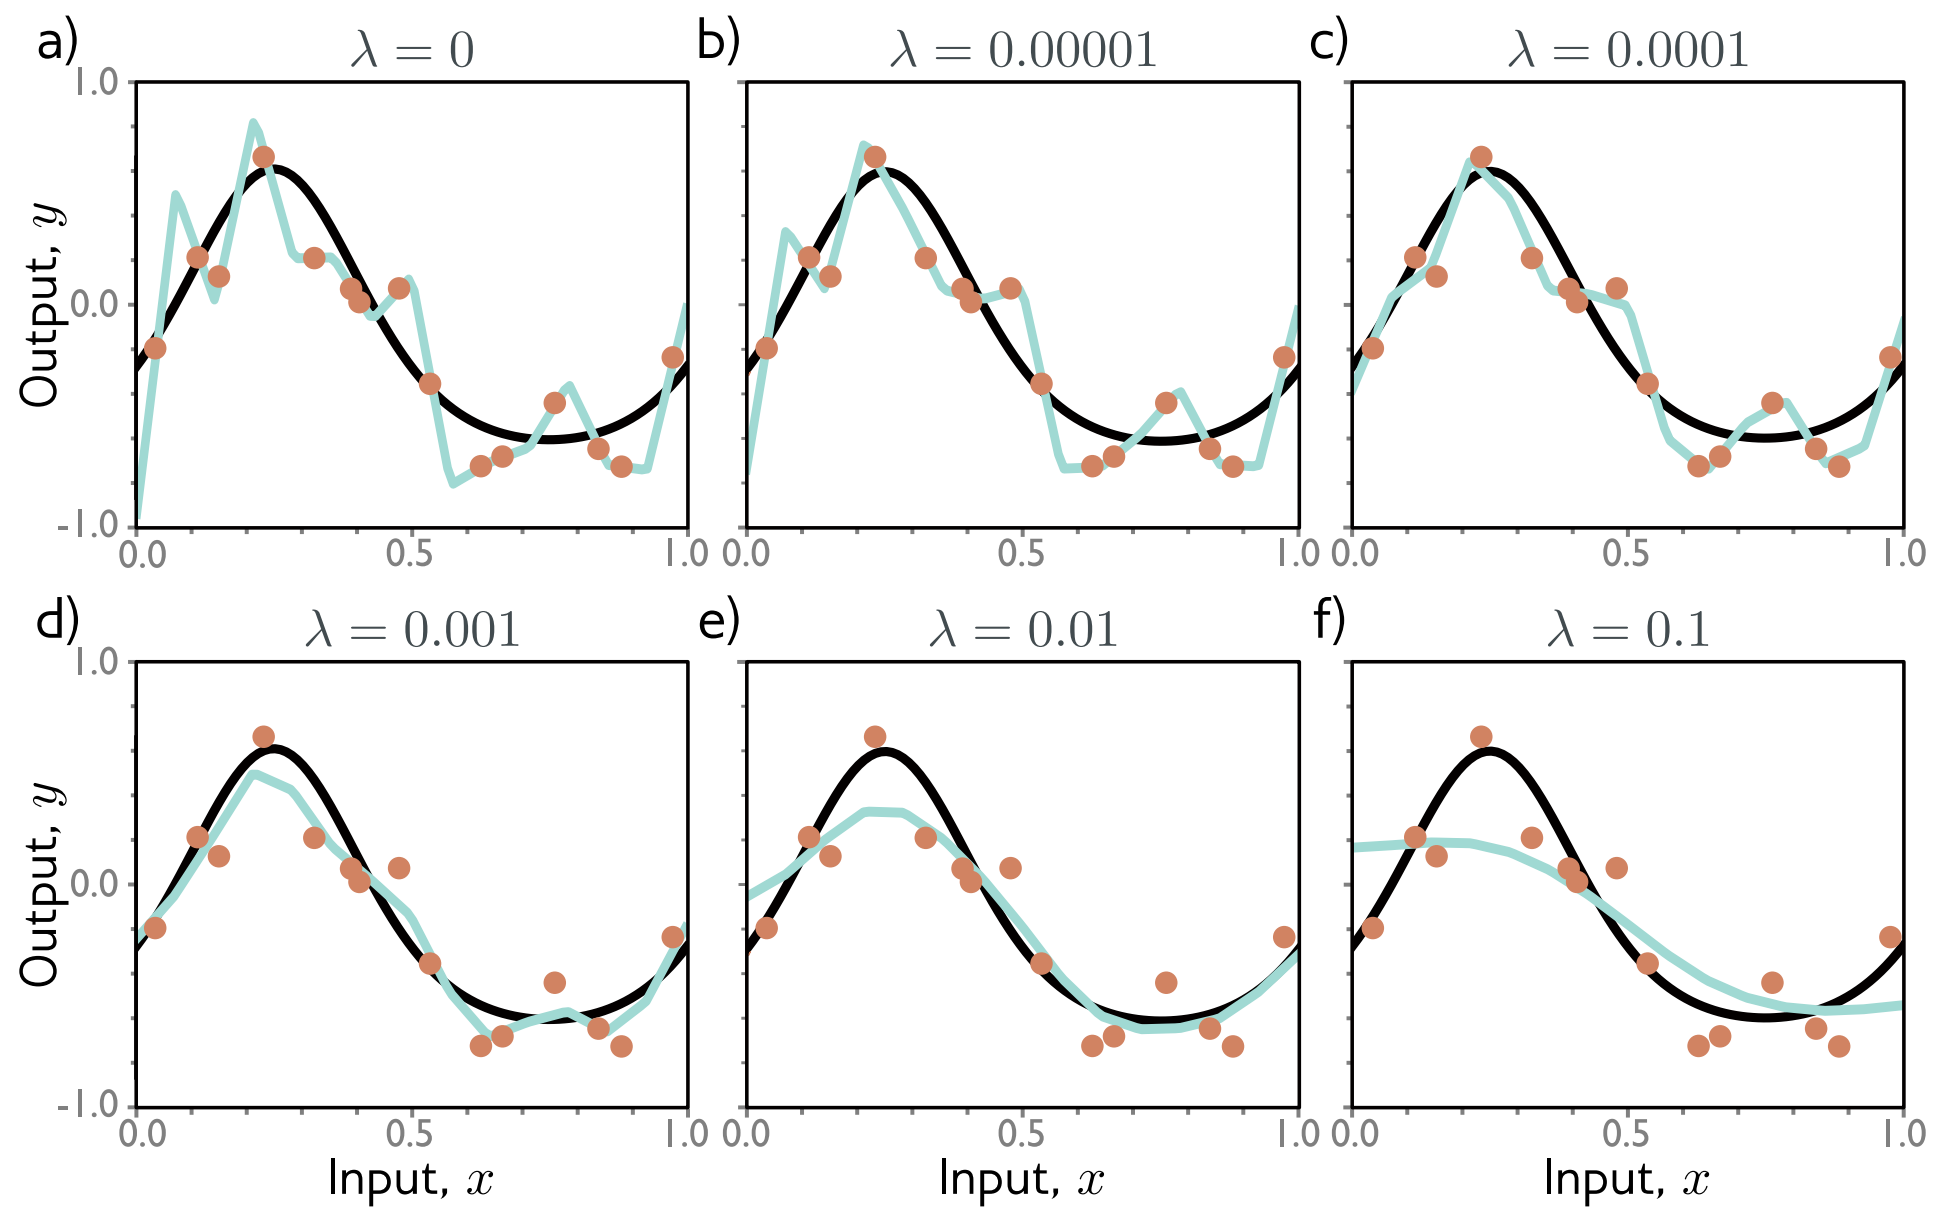 a) λ = 0
b) λ = 0.00001
c) λ = 0.0001
1.0
0.0
-1.0
Output, y
0.0 0.5 1.0
0.0 0.5 1.0
0.0 0.5 1.0
d) λ = 0.001
e) λ = 0.01
f) λ = 0.1
1.0
0.0
-1.0
Output, y
0.0 0.5 1.0
0.0 0.5 1.0
0.0 0.5 1.0
Input, x
Input, x
Input, x